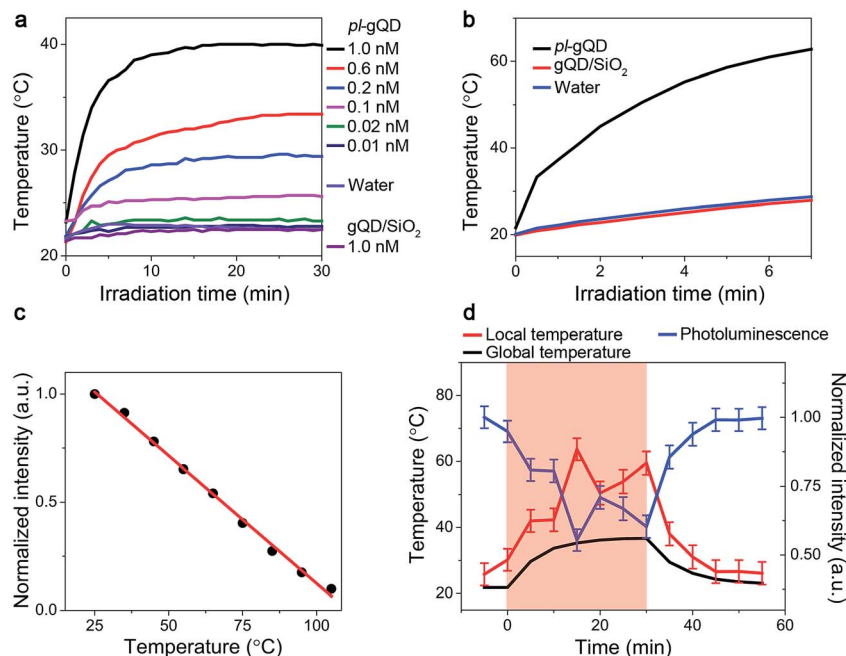 a
pl-gQD
1.0 nM
0.6 nM
0.2 nM
0.1 nM
0.02 nM
0.01 nM
Water
gQD/SiO₂
1.0 nM
40
30
20
Temperature (°C)
0 10 20 30
Irradiation time (min)
b
pl-gQD
gQD/SiO₂
Water
60
40
20
Temperature (°C)
0 2 4 6
Irradiation time (min)
c
1.0
0.5
0.0
Normalized intensity (a.u.)
25 50 75 100
Temperature (°C)
d
Local temperature
Photoluminescence
Global temperature
80
60
40
20
Temperature (°C)
1.00
0.75
0.50
Normalized intensity (a.u.)
0 20 40 60
Time (min)